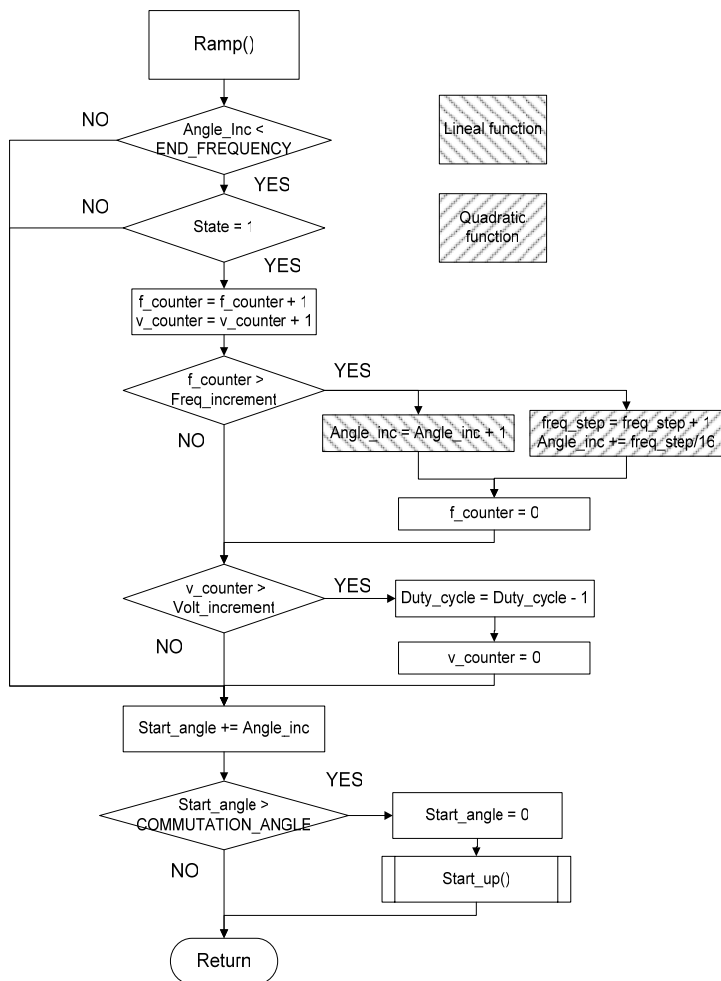 Ramp()
NO
Angle_Inc <
END_FREQUENCY
Lineal function
YES
NO
State = 1
Quadratic
function
YES
f_counter = f_counter + 1
v_counter = v_counter + 1
f_counter >
Freq_increment
YES
NO
Angle_inc = Angle_inc + 1
freq_step = freq_step + 1
Angle_inc += freq_step/16
f_counter = 0
v_counter >
Volt_increment
YES
Duty_cycle = Duty_cycle - 1
NO
v_counter = 0
Start_angle += Angle_inc
YES
Start_angle >
COMMUTATION_ANGLE
Start_angle = 0
NO
Start_up()
Return